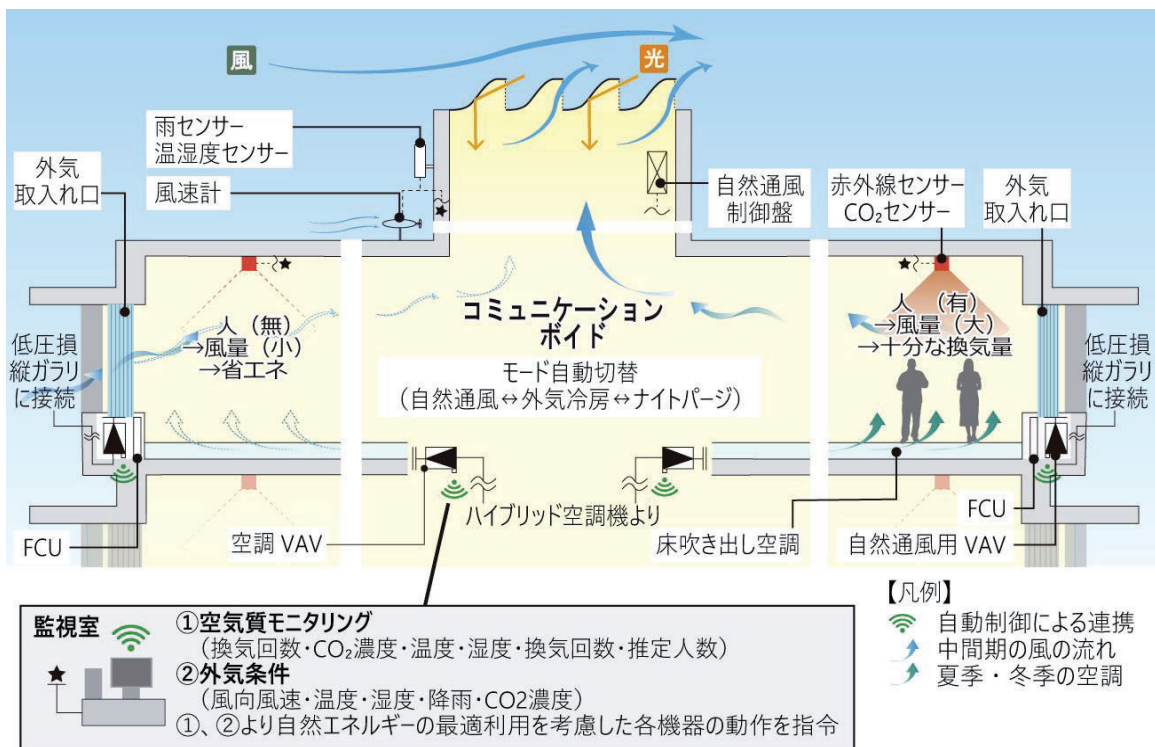 風
光
雨センサー
温湿度センサー
風速計
外気
取入れ口
自然通風
制御盤
赤外線センサー
CO₂センサー
外気
取入れ口
人 （無）
→風量（小）
→省エネ
コミュニケーション
ボイド
モード自動切替
（自然通風↔外気冷房↔ナイトパージ）
人 （有）
→風量（大）
→十分な換気量
低圧損
縦ガラリ
に接続
低圧損
縦ガラリ
に接続
FCU
空調 VAV
ハイブリッド空調機より
床吹き出し空調
FCU
自然通風用 VAV
監視室
①空気質モニタリング
（換気回数・CO₂濃度・温度・湿度・換気回数・推定人数）
②外気条件
（風向風速・温度・湿度・降雨・CO2濃度）
①、②より自然エネルギーの最適利用を考慮した各機器の動作を指令
【凡例】
自動制御による連携
中間期の風の流れ
夏季・冬季の空調